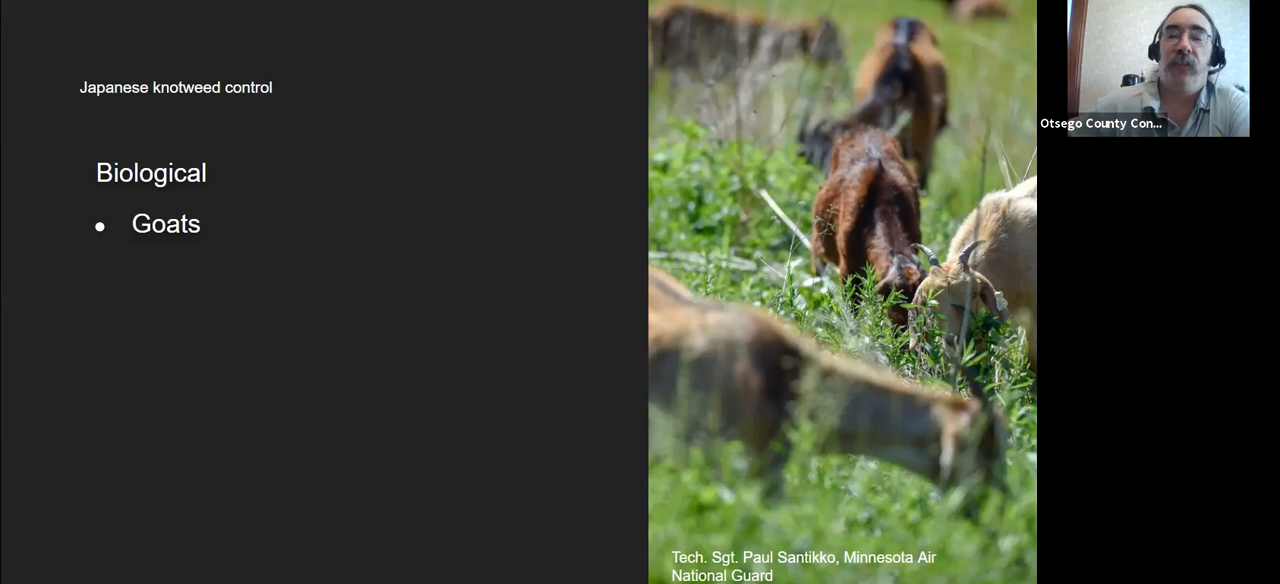 Japanese knotweed control
Biological
● Goats
Tech. Sgt. Paul Santikko, Minnesota Air
National Guard
Otsego County Con...